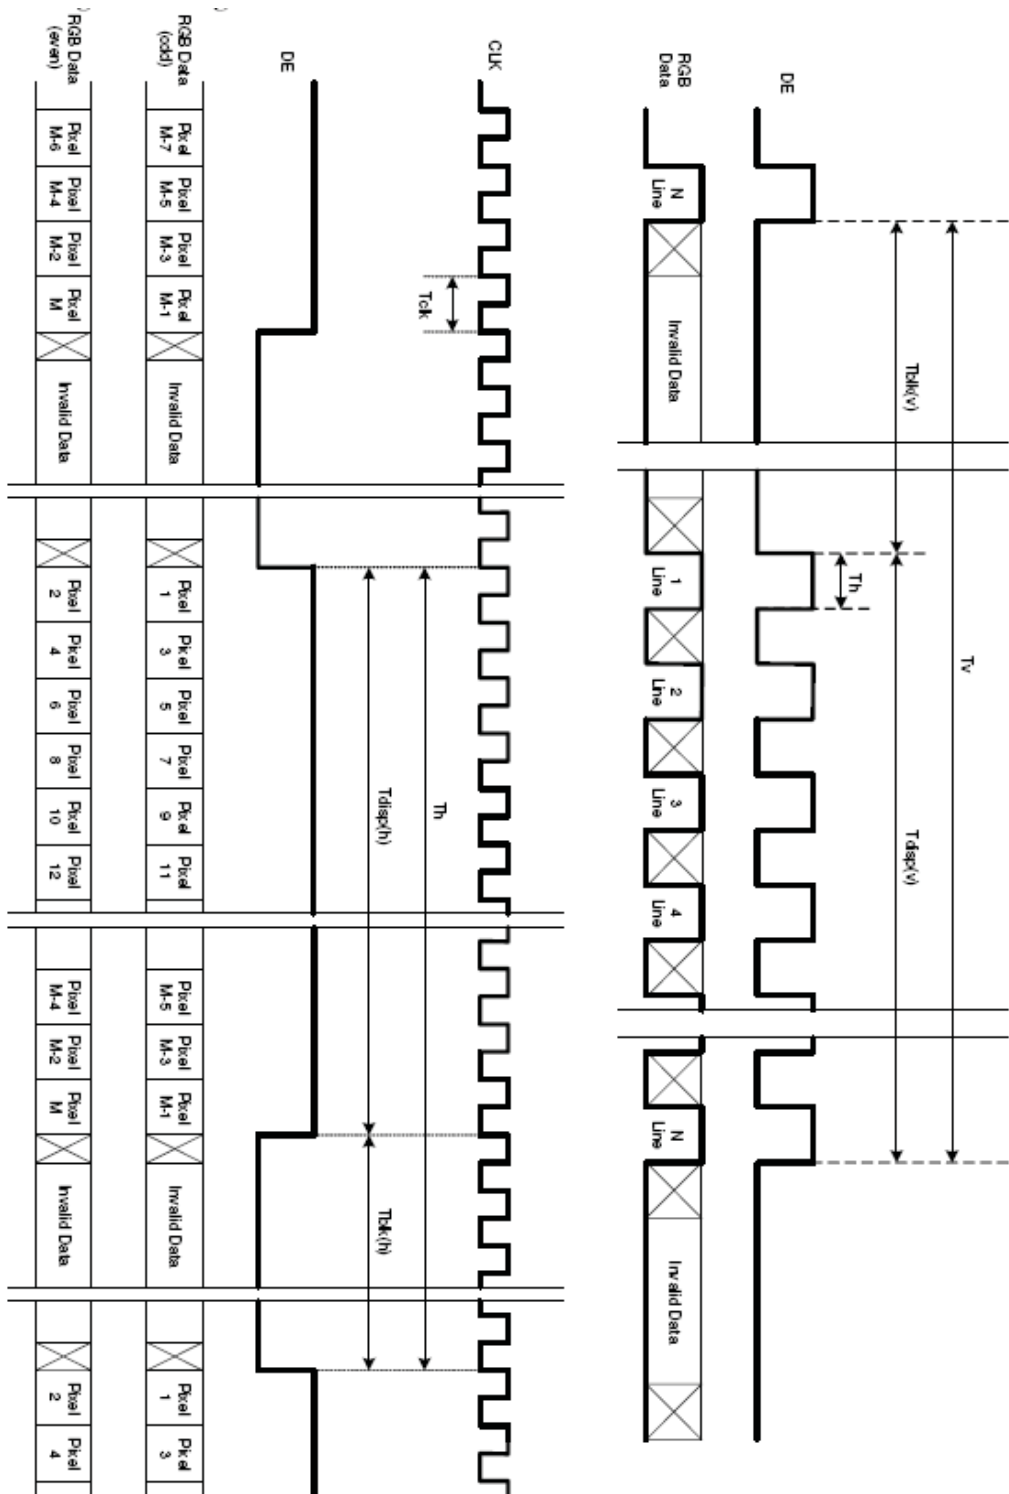 Tv
Tblk(v)
Tdisp(v)
Th
DE
RGB
Data
N
Line
Invalid Data
1
Line
2
Line
3
Line
4
Line
N
Line
Invalid Data
CLK
Tclk
Th
Tdisp(h)
Tblk(h)
DE
RGB Data
(odd)
Pixel
M-7
Pixel
M-5
Pixel
M-3
Pixel
M-1
Invalid Data
Pixel
1
Pixel
3
Pixel
5
Pixel
7
Pixel
9
Pixel
11
Pixel
M-5
Pixel
M-3
Pixel
M-1
Invalid Data
Pixel
1
Pixel
3
RGB Data
(even)
Pixel
M-6
Pixel
M-4
Pixel
M-2
Pixel
M
Invalid Data
Pixel
2
Pixel
4
Pixel
6
Pixel
8
Pixel
10
Pixel
12
Pixel
M-4
Pixel
M-2
Pixel
M
Invalid Data
Pixel
2
Pixel
4